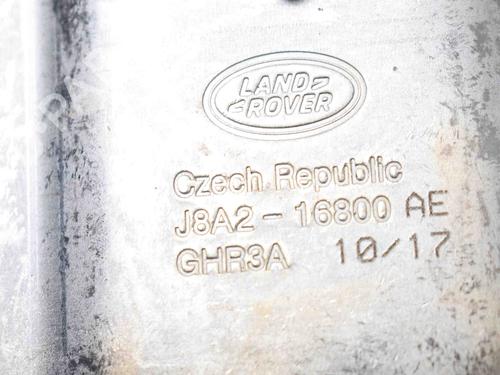 LAND
ROVER
Czech Republic
J8A2-16800 AE
GHR3A 10/17